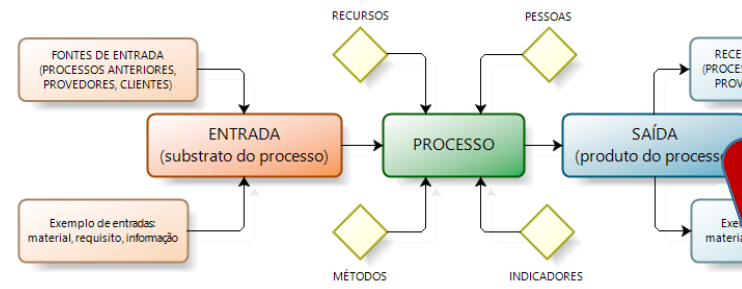 RECURSOS
PESSOAS
FONTES DE ENTRADA
(PROCESSOS ANTERIORES,
PROVEDORES, CLIENTES)
ENTRADA
(substrato do processo)
PROCESSO
SAÍDA
(produto do process
Exemplo de entradas:
material, requisito, informação
MÉTODOS
INDICADORES